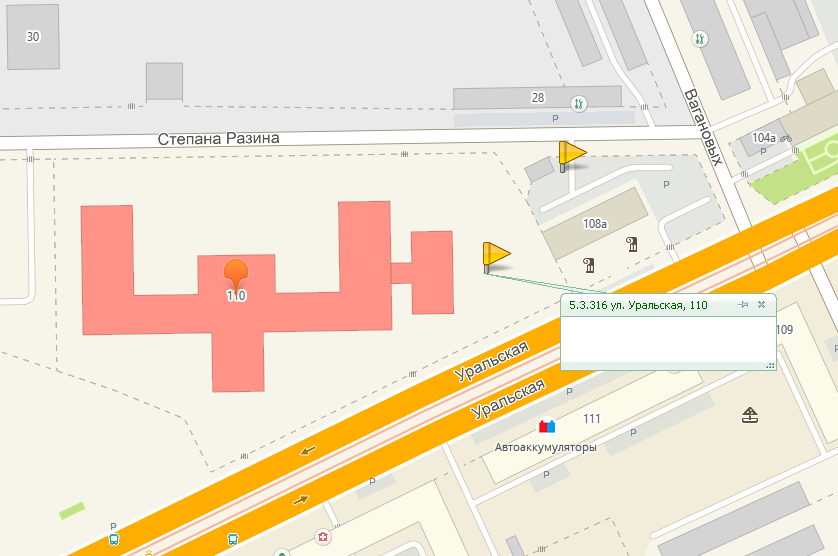 30
28
P
Степана Разина
Вагановых
104а
P
P
108а
110
5.3.316 ул. Уральская, 110
109
P
Уральская
Уральская
P
111
P
Автоаккумуляторы
P
P
P
P